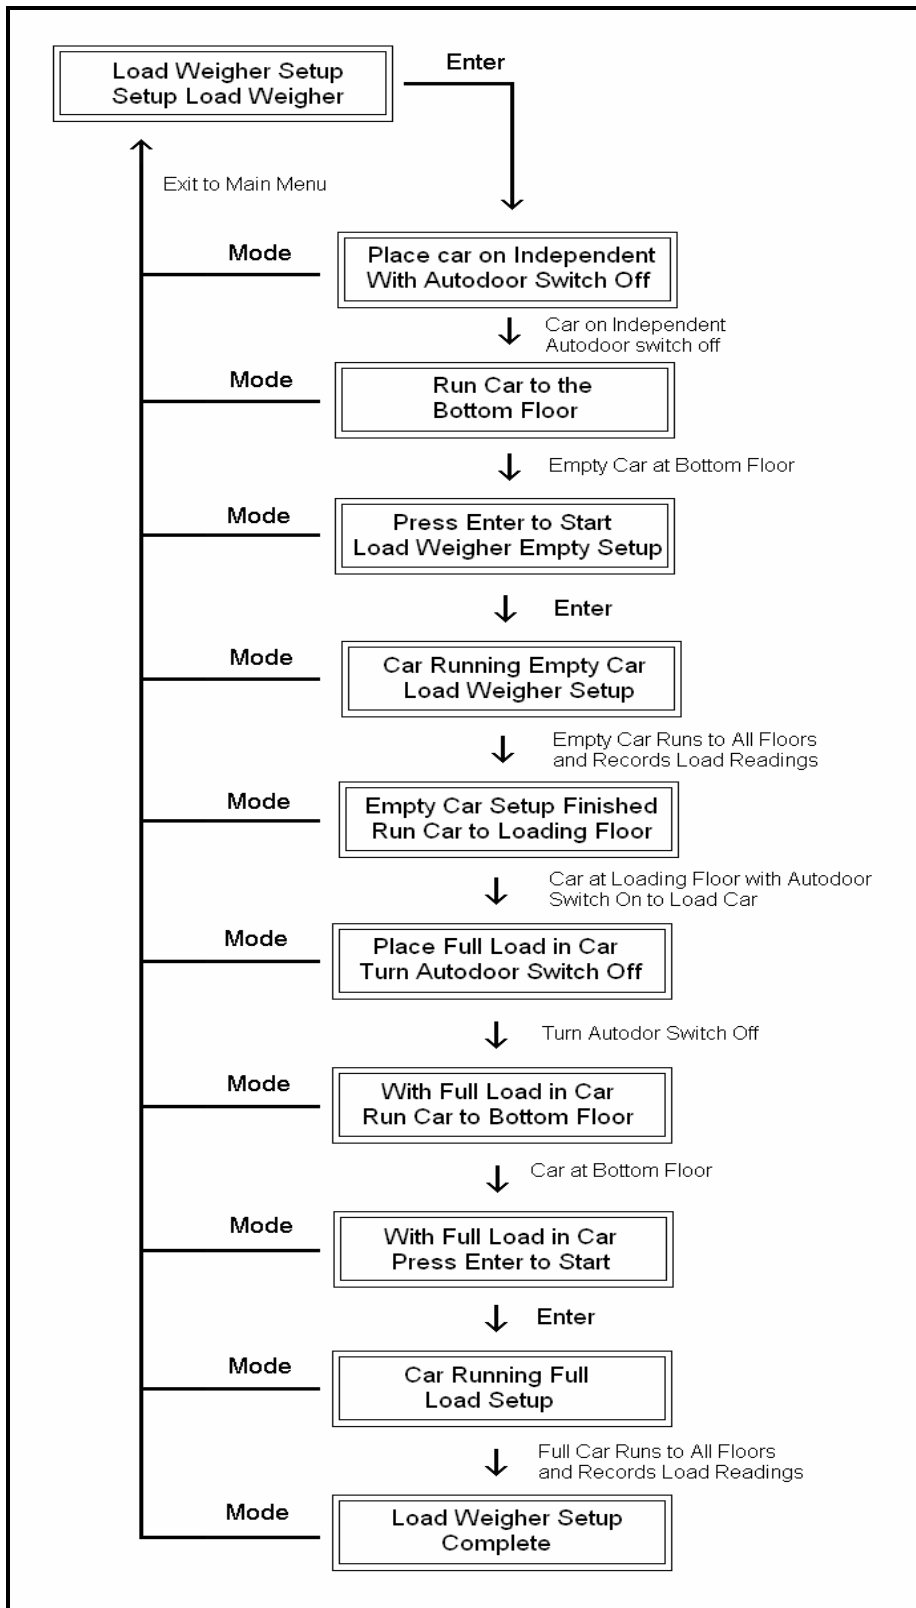 Load Weigher Setup
Setup Load Weigher
Enter
Exit to Main Menu
Mode
Place car on Independent
With Autodoor Switch Off
Car on Independent
Autodoor switch off
Mode
Run Car to the
Bottom Floor
Empty Car at Bottom Floor
Mode
Press Enter to Start
Load Weigher Empty Setup
Enter
Mode
Car Running Empty Car
Load Weigher Setup
Empty Car Runs to All Floors
and Records Load Readings
Mode
Empty Car Setup Finished
Run Car to Loading Floor
Car at Loading Floor with Autodoor
Switch On to Load Car
Mode
Place Full Load in Car
Turn Autodoor Switch Off
Turn Autodor Switch Off
Mode
With Full Load in Car
Run Car to Bottom Floor
Car at Bottom Floor
Mode
With Full Load in Car
Press Enter to Start
Enter
Mode
Car Running Full
Load Setup
Full Car Runs to All Floors
and Records Load Readings
Mode
Load Weigher Setup
Complete